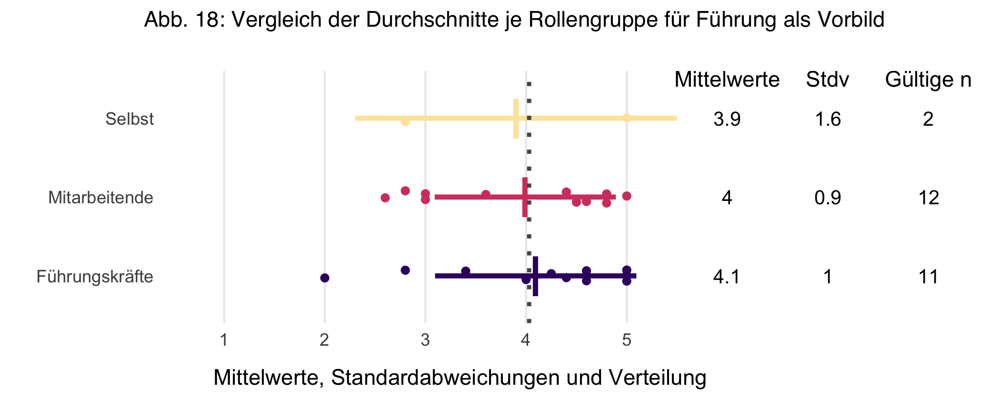 Abb. 18: Vergleich der Durchschnitte je Rollengruppe für Führung als Vorbild
Mittelwerte Stdv Gültige n
Selbst 3.9 1.6 2
Mitarbeitende 4 0.9 12
Führungskräfte 4.1 1 11
1 2 3 4 5
Mittelwerte, Standardabweichungen und Verteilung